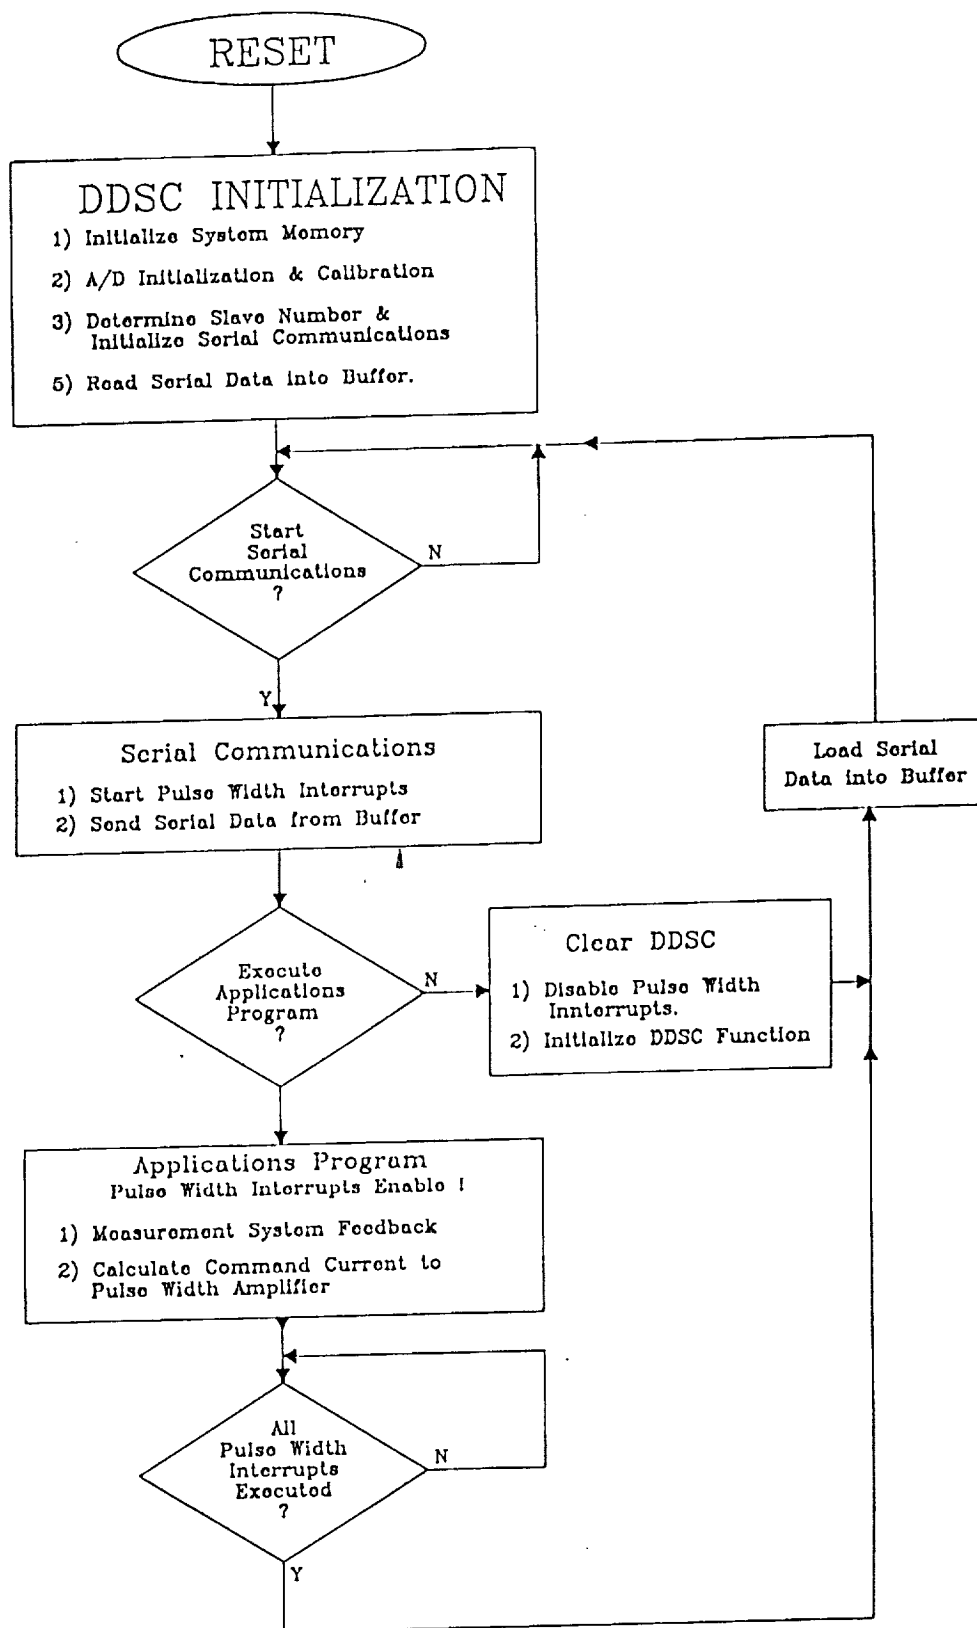 RESET
DDSC INITIALIZATION
1) Initialize System Memory
2) A/D Initialization & Calibration
3) Determine Slave Number &
Initialize Serial Communications
5) Read Serial Data into Buffer.
Start
Serial
Communications
?
N
Y
Serial Communications
1) Start Pulse Width Interrupts
2) Send Serial Data from Buffer
Load Serial
Data into Buffer
Execute
Applications
Program
?
N
Clear DDSC
1) Disable Pulse Width
Innterrupts.
2) Initialize DDSC Function
Applications Program
Pulse Width Interrupts Enable !
1) Measurement System Feedback
2) Calculate Command Current to
Pulse Width Amplifier
All
Pulse Width
Interrupts
Executed
?
N
Y